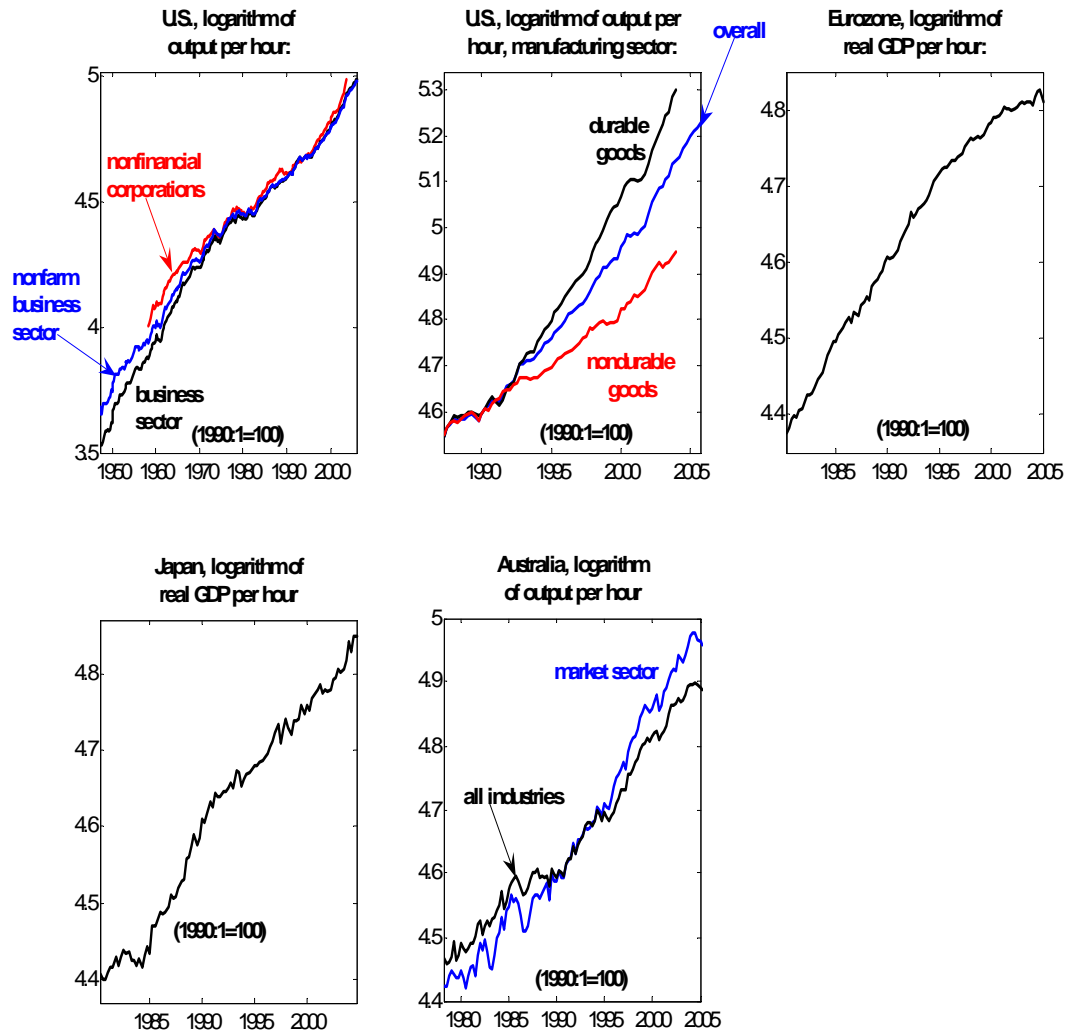 U.S., logarithm of
output per hour:
5
4.5
4
3.5
nonfinancial
corporations
nonfarm
business
sector
business
sector
(1990:1=100)
1950 1960 1970 1980 1990 2000
U.S., logarithm of output per
hour, manufacturing sector:
overall
5.3
5.2
5.1
5
4.9
4.8
4.7
4.6
durable
goods
nondurable
goods
(1990:1=100)
1990 1995 2000 2005
Eurozone, logarithm of
real GDP per hour:
4.8
4.7
4.6
4.5
4.4
(1990:1=100)
1985 1990 1995 2000 2005
Japan, logarithm of
real GDP per hour
4.8
4.7
4.6
4.5
4.4
(1990:1=100)
1985 1990 1995 2000
Australia, logarithm
of output per hour
5
4.9
4.8
4.7
4.6
4.5
4.4
market sector
all industries
(1990:1=100)
1980 1985 1990 1995 2000 2005